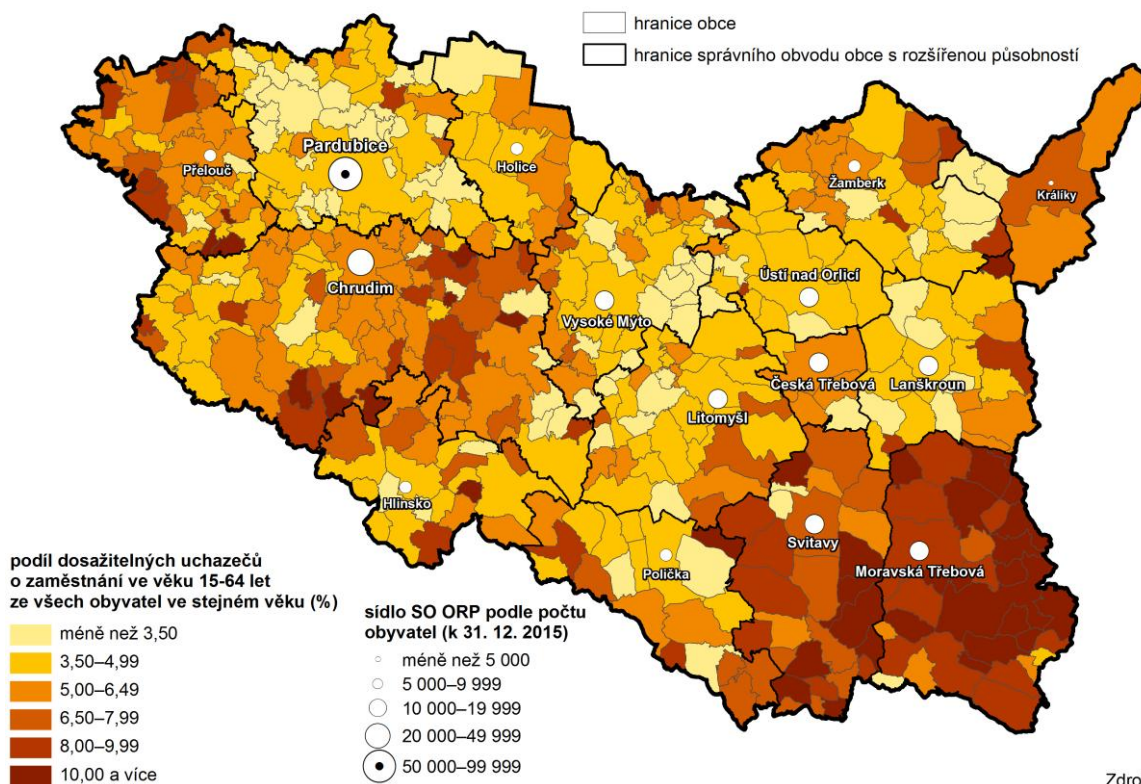 hranice obce
hranice správního obvodu obce s rozšířenou působností
Pardubice
Přelouč
Holice
Žamberk
Králíky
Chrudim
Ústí nad Orlicí
Vysoké Mýto
Česká Třebová
Lanškroun
Litomyšl
Hlinsko
Svitavy
Polička
Moravská Třebová
podíl dosažitelných uchazečů
o zaměstnání ve věku 15-64 let
ze všech obyvatel ve stejném věku (%)
méně než 3,50
3,50–4,99
5,00–6,49
6,50–7,99
8,00–9,99
10,00 a více
sídlo SO ORP podle počtu
obyvatel (k 31. 12. 2015)
méně než 5 000
5 000–9 999
10 000–19 999
20 000–49 999
50 000–99 999
Zdro